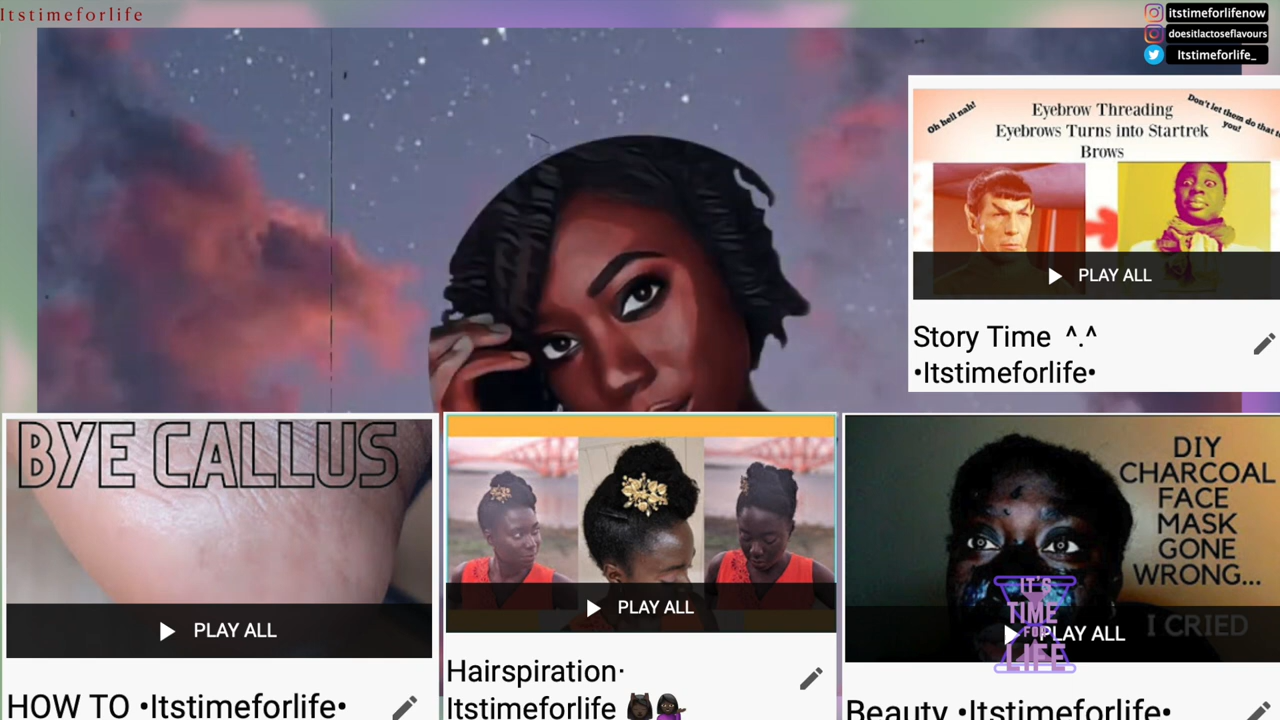 Itstimeforlife
itstimeforlifenow
doesitlactoseflavours
Itstimeforlife_
Oh hell nah!
Don't let them do that t
you!
Eyebrow Threading
Eyebrows Turns into Startrek
Brows
PLAY ALL
Story Time ^.^
•Itstimeforlife•
BYE CALLUS
PLAY ALL
HOW TO •Itstimeforlife•
PLAY ALL
Hairspiration·
Itstimeforlife
DIY
CHARCOAL
FACE
MASK
GONE
WRONG...
I CRIED
PLAY ALL
IT'S
TIME
FOR
LIFE
Beauty •Itstimeforlife•